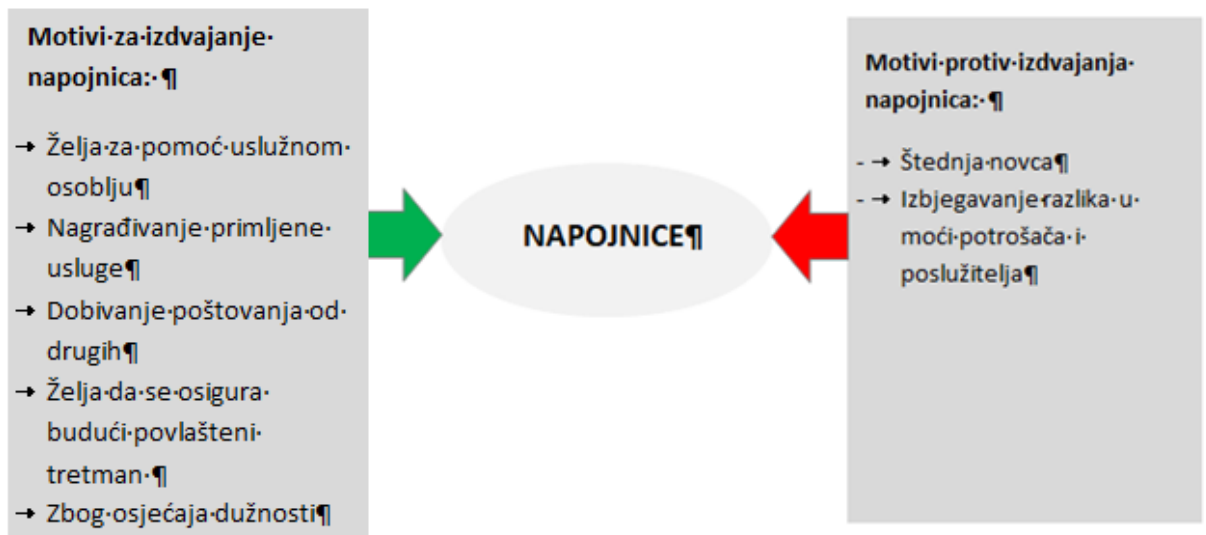 Motivi·za·izdvajanje·
napojnica:·¶
→ Želja·za·pomoć·uslužnom·
osoblju¶
→ Nagrađivanje·primljene·
usluge¶
→ Dobivanje·poštovanja·od·
drugih¶
→ Želja·da·se·osigura·
budući·povlašteni·
tretman·¶
→ Zbog·osjećaja·dužnosti¶
NAPOJNICE¶
Motivi·protiv·izdvajanja·
napojnica:·¶
- → Štednja·novca¶
- → Izbjegavanje·razlika·u·
moći·potrošača·i·
poslužitelja¶